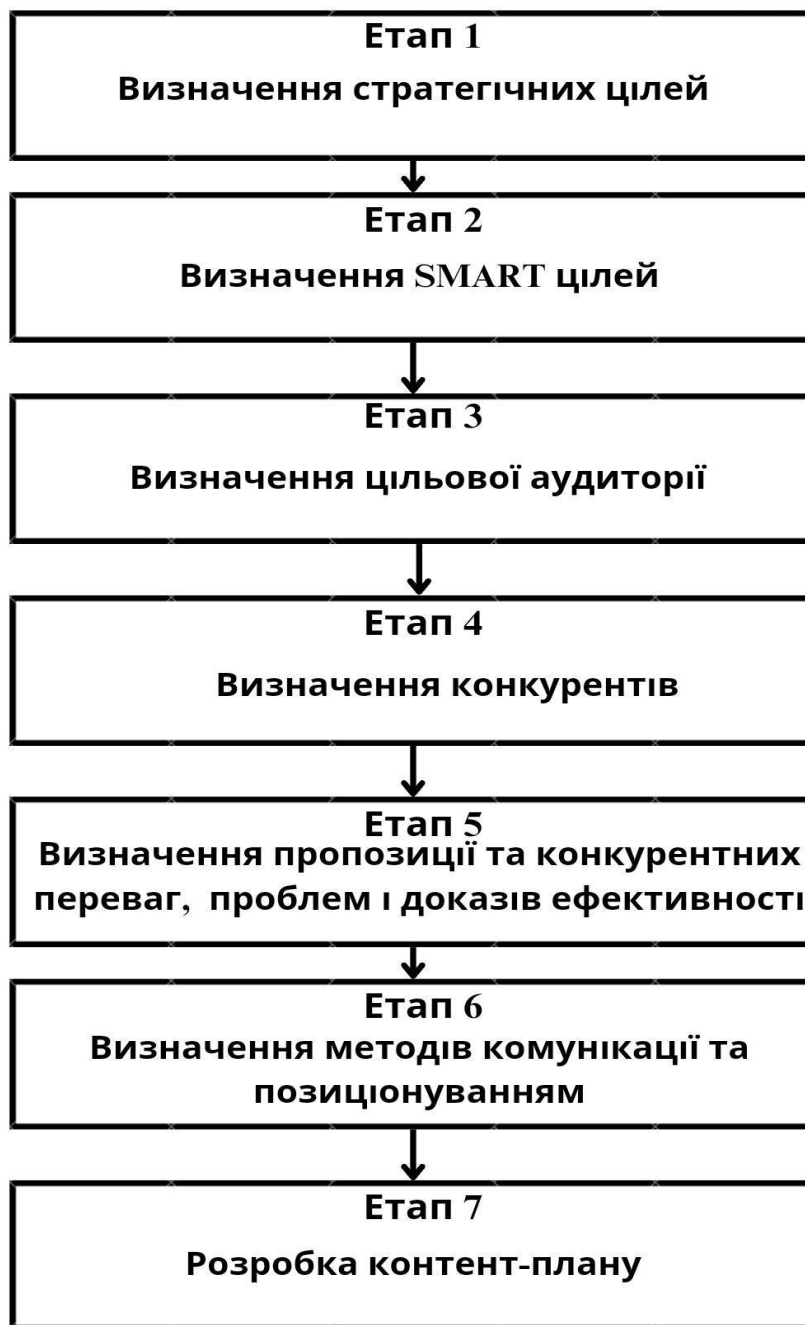 Етап 1
Визначення стратегічних цілей
Етап 2
Визначення SMART цілей
Етап 3
Визначення цільової аудиторії
Етап 4
Визначення конкурентів
Етап 5
Визначення пропозиції та конкурентних
переваг, проблем і доказів ефективності
Етап 6
Визначення методів комунікації та
позиціонуванням
Етап 7
Розробка контент-плану